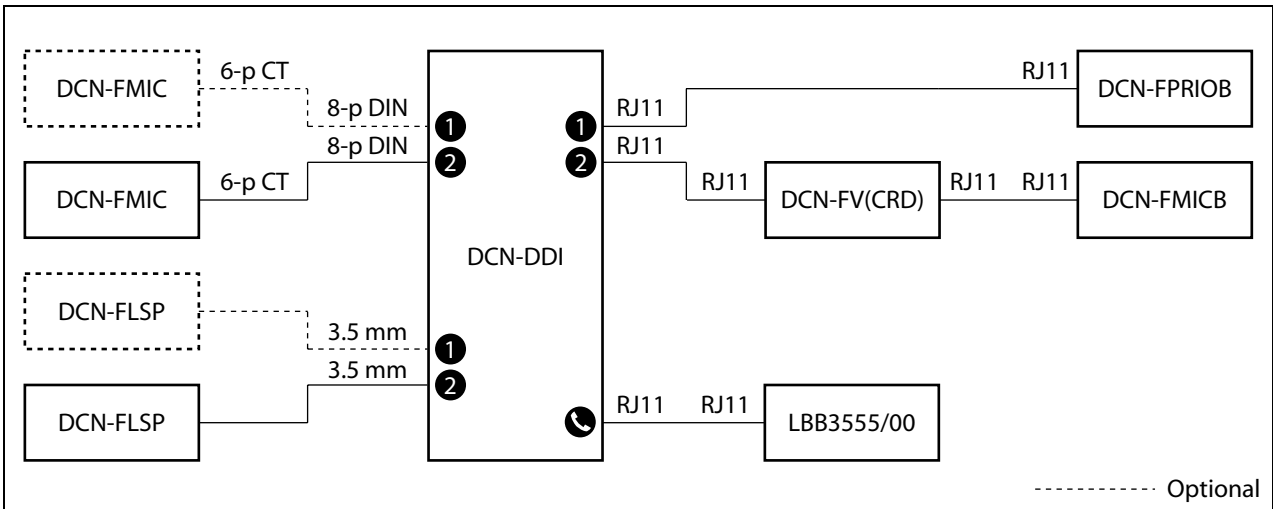 DCN-FMIC
6-p CT
8-p DIN
1
8-p DIN
2
DCN-FMIC
6-p CT
DCN-FLSP
3.5 mm
1
3.5 mm
2
DCN-FLSP
DCN-DDI
1
RJ11
RJ11
DCN-FPRIOB
2
RJ11
RJ11
DCN-FV(CRD)
RJ11
RJ11
DCN-FMICB
RJ11
RJ11
LBB3555/00
Optional